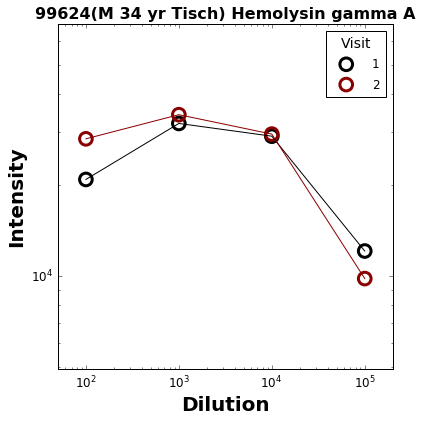 99624(M 34 yr Tisch) Hemolysin gamma A
Visit
1
2
Intensity
10^4
10^2 10^3 10^4 10^5
Dilution